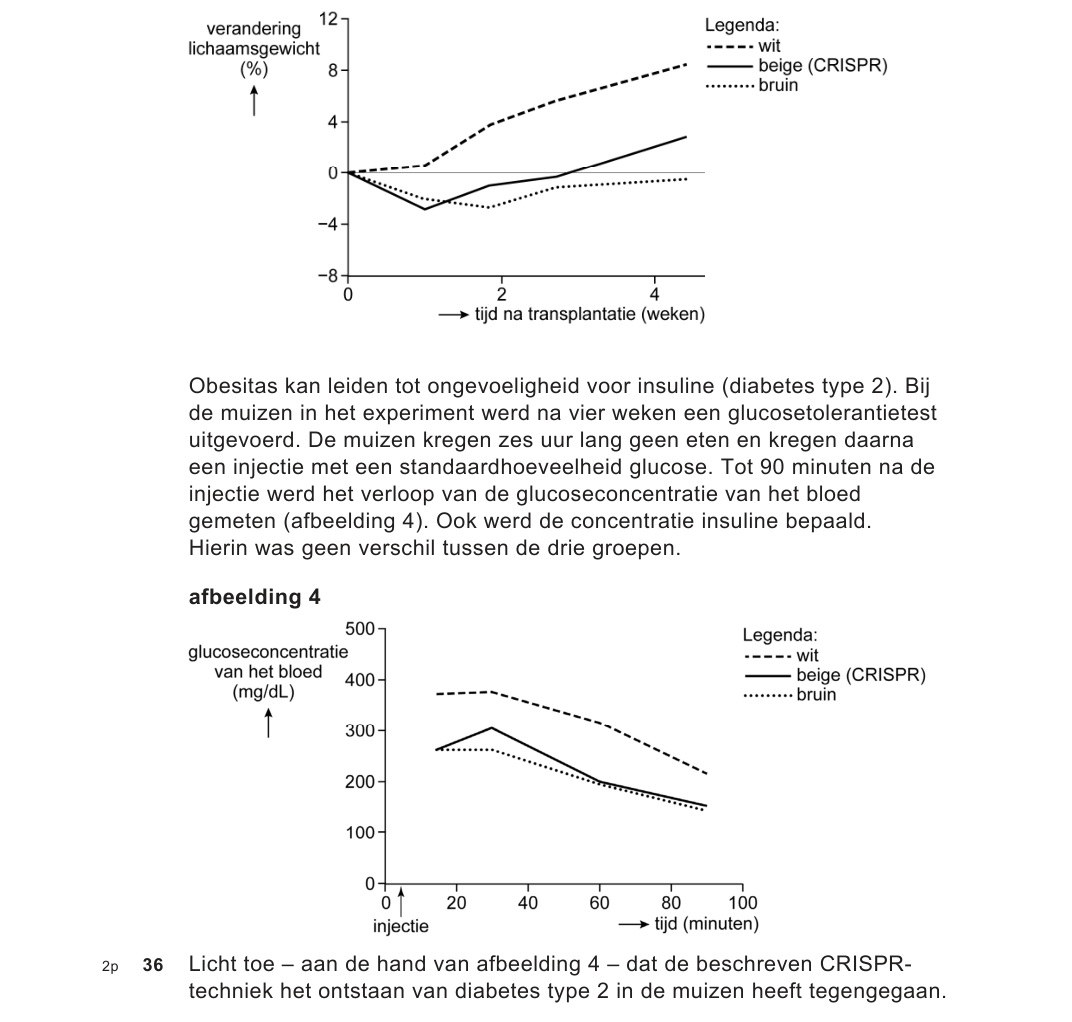 verandering
lichaamsgewicht
(%)
12
8
4
0
−4
−8
0
2
4
tijd na transplantatie (weken)
Legenda:
wit
beige (CRISPR)
bruin
Obesitas kan leiden tot ongevoeligheid voor insuline (diabetes type 2). Bij
de muizen in het experiment werd na vier weken een glucosetolerantietest
uitgevoerd. De muizen kregen zes uur lang geen eten en kregen daarna
een injectie met een standaardhoeveelheid glucose. Tot 90 minuten na de
injectie werd het verloop van de glucoseconcentratie van het bloed
gemeten (afbeelding 4). Ook werd de concentratie insuline bepaald.
Hierin was geen verschil tussen de drie groepen.
afbeelding 4
glucoseconcentratie
van het bloed
(mg/dL)
500
400
300
200
100
0
0
20
40
60
80
100
injectie
tijd (minuten)
Legenda:
wit
beige (CRISPR)
bruin
2p 36 Licht toe – aan de hand van afbeelding 4 – dat de beschreven CRISPR-
techniek het ontstaan van diabetes type 2 in de muizen heeft tegengegaan.